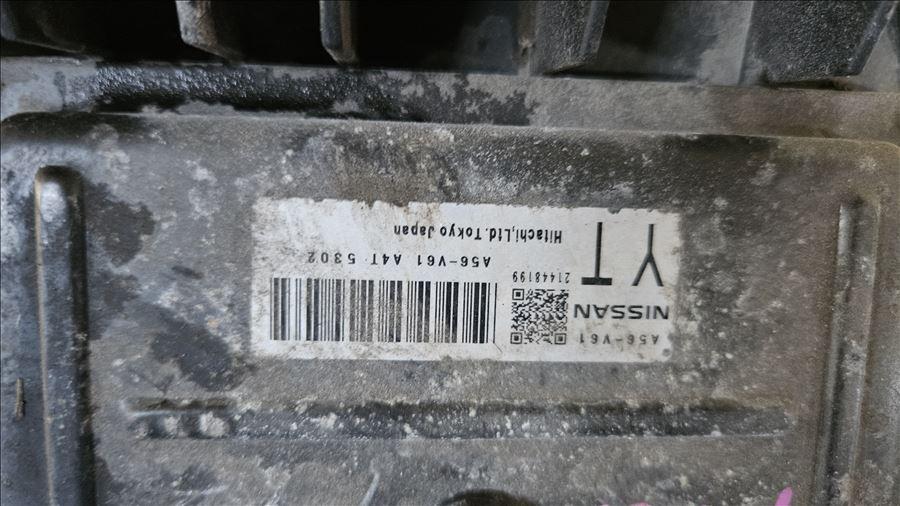 A56-V61
NISSAN
21448199
YT
A56-V61 A4T 5302
Hitachi,Ltd.Tokyo Japan